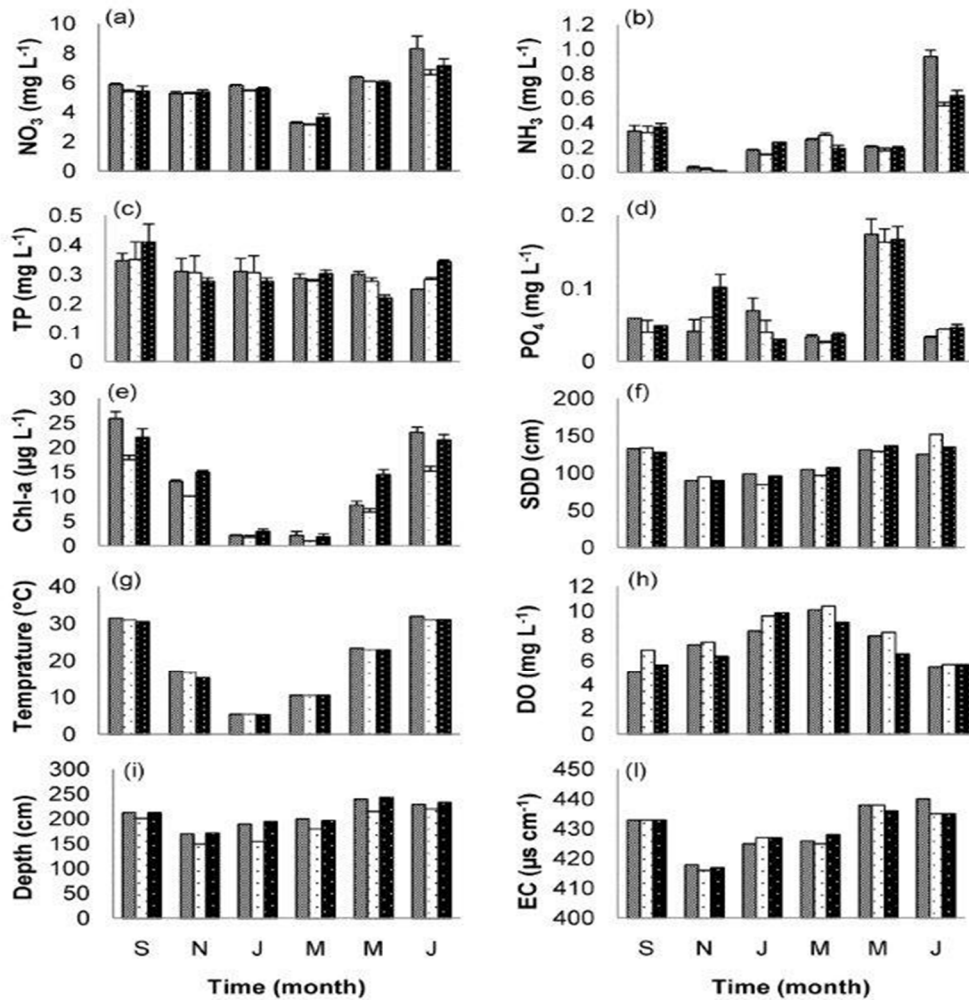 (a)
NO3 (mg L-1)
10
8
6
4
2
0
(b)
NH3 (mg L-1)
1.2
1.0
0.8
0.6
0.4
0.2
0.0
(c)
TP (mg L-1)
0.5
0.4
0.3
0.2
0.1
0
(d)
PO4 (mg L-1)
0.2
0.1
0
(e)
Chl-a (µg L-1)
30
25
20
15
10
5
0
(f)
SDD (cm)
200
150
100
50
0
(g)
Temprature (°C)
40
30
20
10
0
(h)
DO (mg L-1)
12
10
8
6
4
2
0
(i)
Depth (cm)
300
250
200
150
100
50
0
S N J M M J
Time (month)
(l)
EC (µs cm-1)
450
440
430
420
410
400
S N J M M J
Time (month)